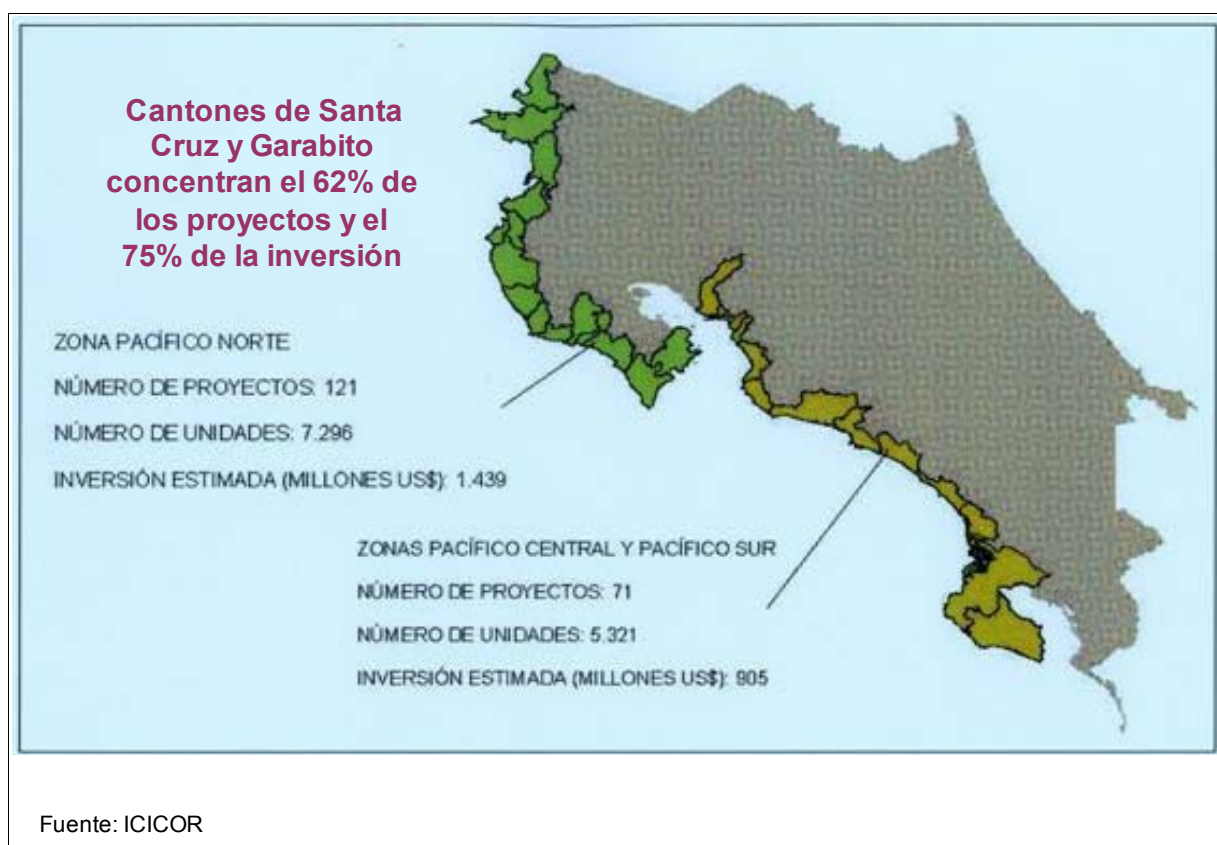 Cantones de Santa
Cruz y Garabito
concentran el 62% de
los proyectos y el
75% de la inversión
ZONA PACÍFICO NORTE
NÚMERO DE PROYECTOS: 121
NÚMERO DE UNIDADES: 7.296
INVERSIÓN ESTIMADA (MILLONES US$): 1.439
ZONAS PACÍFICO CENTRAL Y PACÍFICO SUR
NÚMERO DE PROYECTOS: 71
NÚMERO DE UNIDADES: 5.321
INVERSIÓN ESTIMADA (MILLONES US$): 905
Fuente: ICICOR